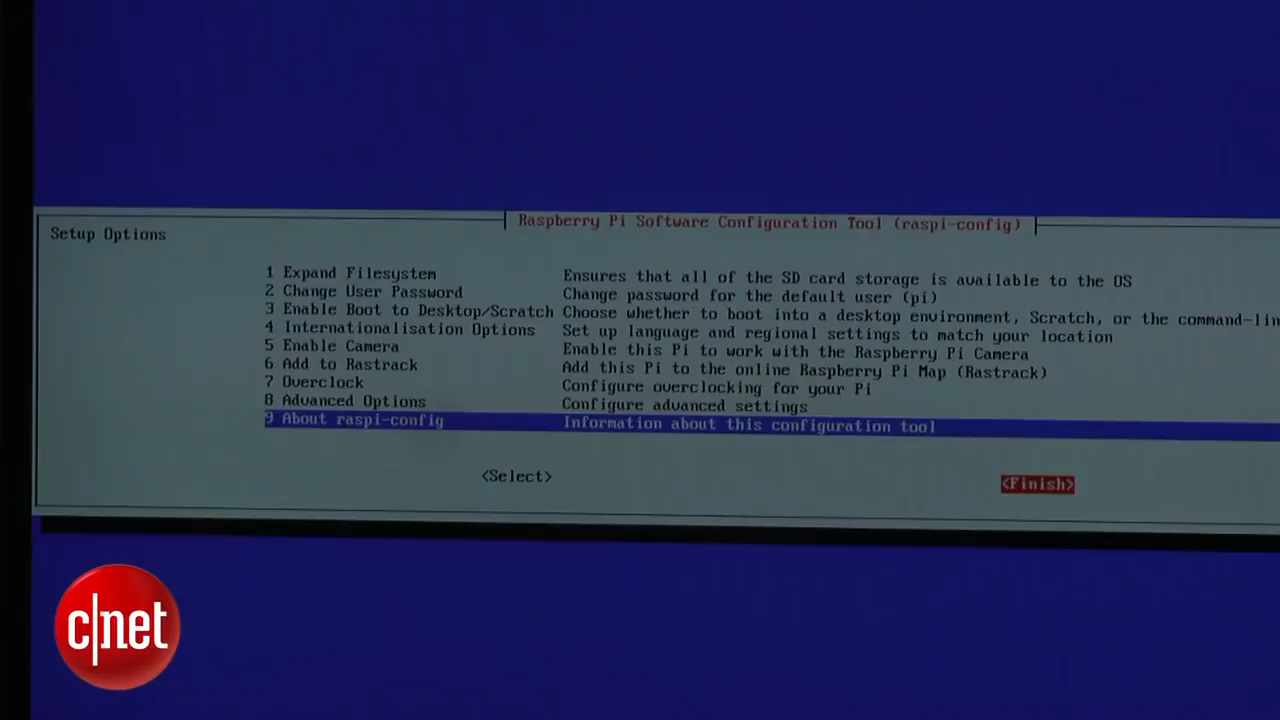 Raspberry Pi Software Configuration Tool (raspi-config)
Setup Options
1 Expand Filesystem Ensures that all of the SD card storage is available to the OS
2 Change User Password Change password for the default user (pi)
3 Enable Boot to Desktop/Scratch Choose whether to boot into a desktop environment, Scratch, or the command-lin
4 Internationalisation Options Set up language and regional settings to match your location
5 Enable Camera Enable this Pi to work with the Raspberry Pi Camera
6 Add to Rastrack Add this Pi to the online Raspberry Pi Map (Rastrack)
7 Overclock Configure overclocking for your Pi
8 Advanced Options Configure advanced settings
9 About raspi-config Information about this configuration tool
<Select> <Finish>
c|net